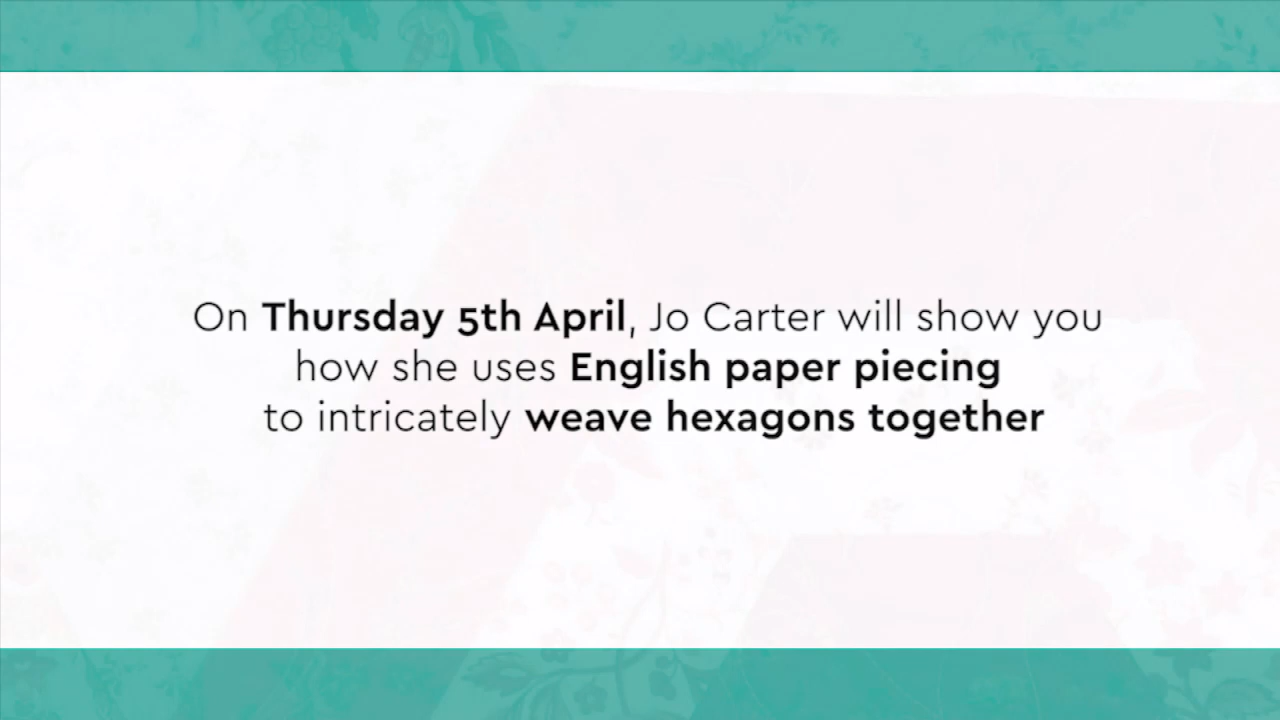 On Thursday 5th April, Jo Carter will show you
how she uses English paper piecing
to intricately weave hexagons together